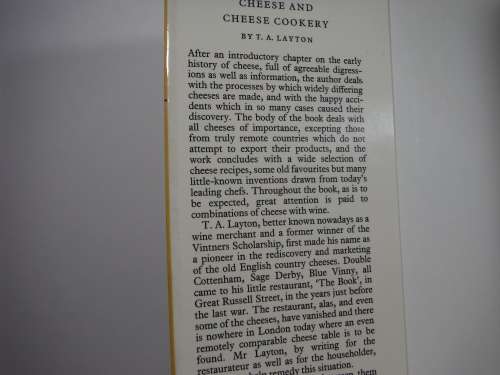 CHEESE AND
CHEESE COOKERY
BY T. A. LAYTON
After an introductory chapter on the early
history of cheese, full of agreeable digress-
ions as well as information, the author deals
with the processes by which widely differing
cheeses are made, and with the happy acci-
dents which in so many cases caused their
discovery. The body of the book deals with
all cheeses of importance, excepting those
from truly remote countries which do not
attempt to export their products, and the
work concludes with a wide selection of
cheese recipes, some old favourites but many
little-known inventions drawn from today's
leading chefs. Throughout the book, as is to
be expected, great attention is paid to
combinations of cheese with wine.
T. A. Layton, better known nowadays as a
wine merchant and a former winner of the
Vintners Scholarship, first made his name as
a pioneer in the rediscovery and marketing
of the old English country cheeses. Double
Cottenham, Sage Derby, Blue Vinny, all
came to his little restaurant, 'The Book', in
Great Russell Street, in the years just before
the last war. The restaurant, alas, and even
some of the cheeses, have vanished and there
is nowhere in London today where an even
remotely comparable cheese table is to be
found. Mr Layton, by writing for the
restaurateur as well as for the householder,
help remedy this situation.
them